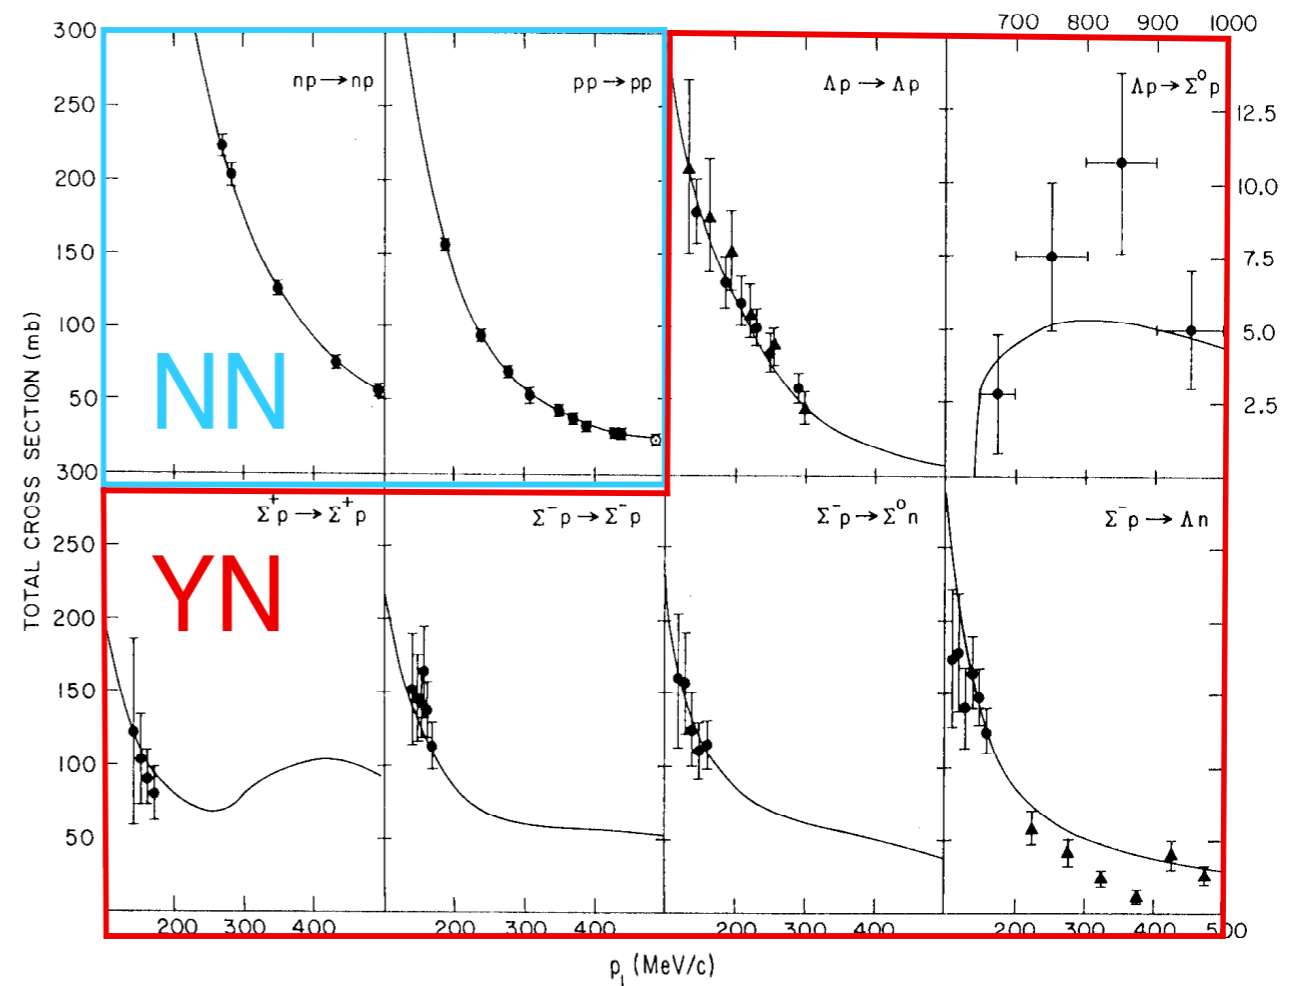 700 800 900 1000
300
np→np
pp→pp
Λp→Λp
Λp→Σ⁰p
250
12.5
200
10.0
150
7.5
100
5.0
50
2.5
NN
300
TOTAL CROSS SECTION (mb)
Σ⁺p→Σ⁺p
Σ⁻p→Σ⁻p
Σ⁻p→Σ⁰n
Σ⁻p→Λn
250
YN
200
150
100
50
200 300 400
200 300 400
200 300 400
200 300 400 500
p_L (MeV/c)